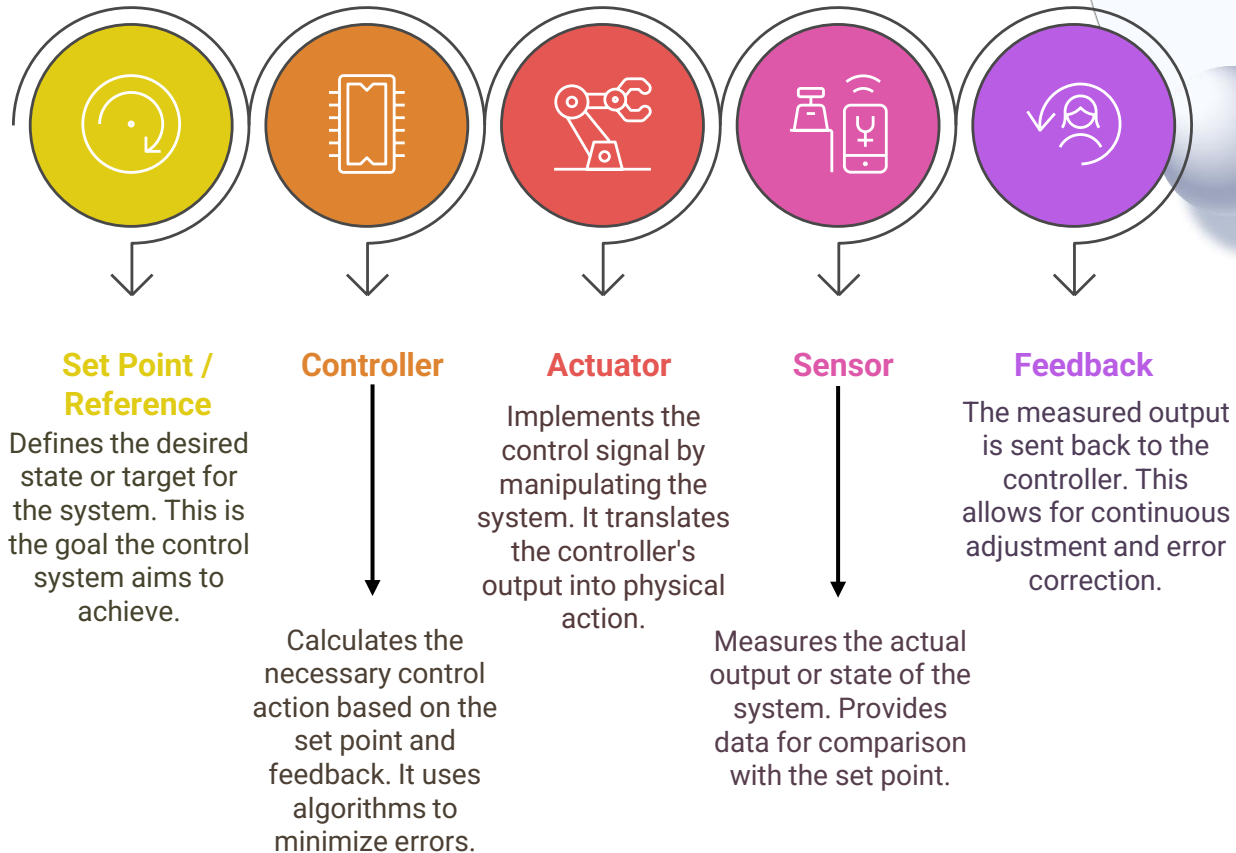 Set Point /
Reference
Defines the desired
state or target for
the system. This is
the goal the control
system aims to
achieve.
Controller
Calculates the
necessary control
action based on the
set point and
feedback. It uses
algorithms to
minimize errors.
Actuator
Implements the
control signal by
manipulating the
system. It translates
the controller's
output into physical
action.
Sensor
Measures the actual
output or state of the
system. Provides
data for comparison
with the set point.
Feedback
The measured output
is sent back to the
controller. This
allows for continuous
adjustment and error
correction.